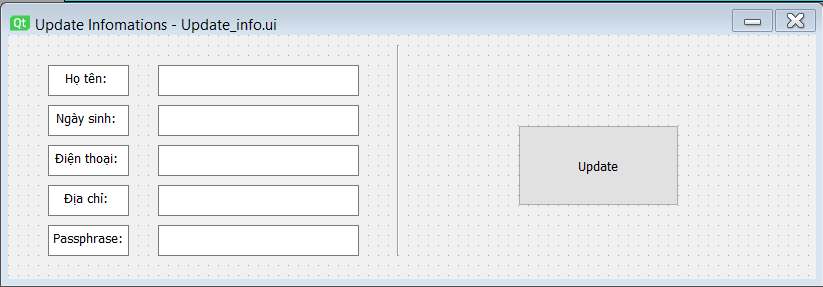 Qt Update Infomations - Update_info.ui
Họ tên:
Ngày sinh:
Điện thoại:
Địa chỉ:
Passphrase:
Update